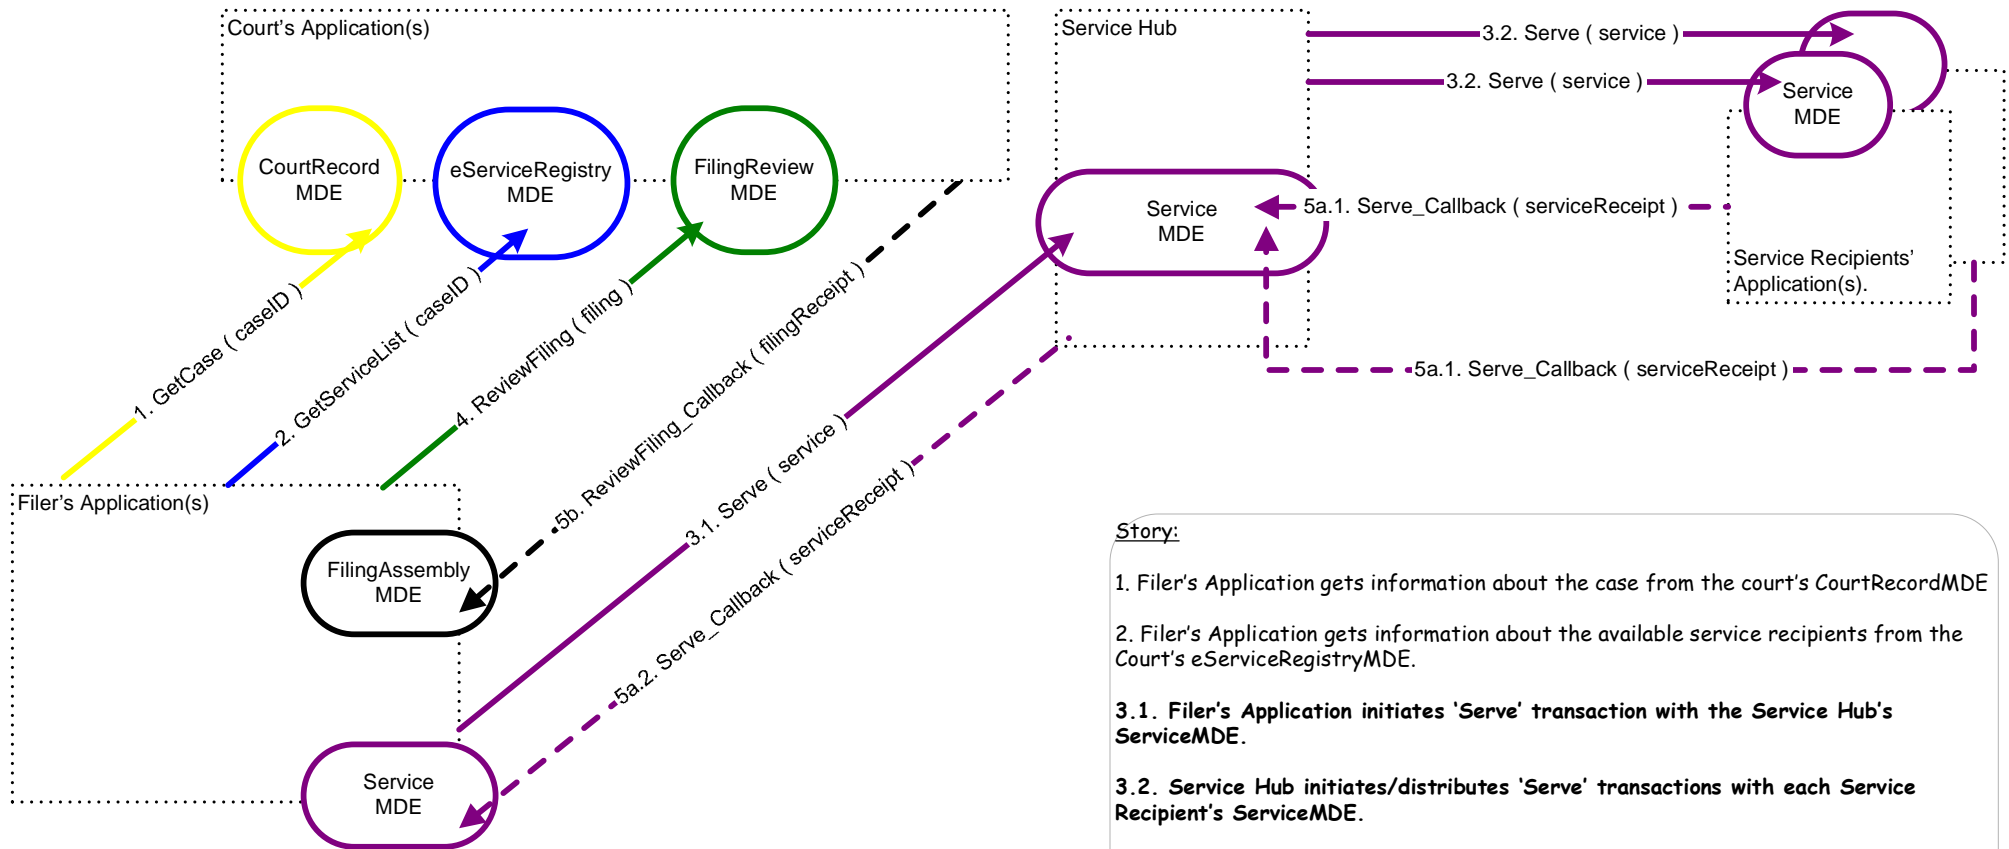 Court's Application(s)
CourtRecord
MDE
eServiceRegistry
MDE
FilingReview
MDE
Service Hub
Service
MDE
3.2. Serve ( service )
3.2. Serve ( service )
Service
MDE
5a.1. Serve_Callback ( serviceReceipt )
Service Recipients'
Application(s).
5a.1. Serve_Callback ( serviceReceipt )
1. GetCase ( caseID )
2. GetServiceList ( caseID )
4. ReviewFiling ( filing )
5b. ReviewFiling_Callback ( filingReceipt )
3.1. Serve ( service )
5a.2. Serve_Callback ( serviceReceipt )
Filer's Application(s)
FilingAssembly
MDE
Service
MDE
Story:
1. Filer's Application gets information about the case from the court's CourtRecordMDE
2. Filer's Application gets information about the available service recipients from the
Court's eServiceRegistryMDE.
3.1. Filer's Application initiates 'Serve' transaction with the Service Hub's
ServiceMDE.
3.2. Service Hub initiates/distributes 'Serve' transactions with each Service
Recipient's ServiceMDE.